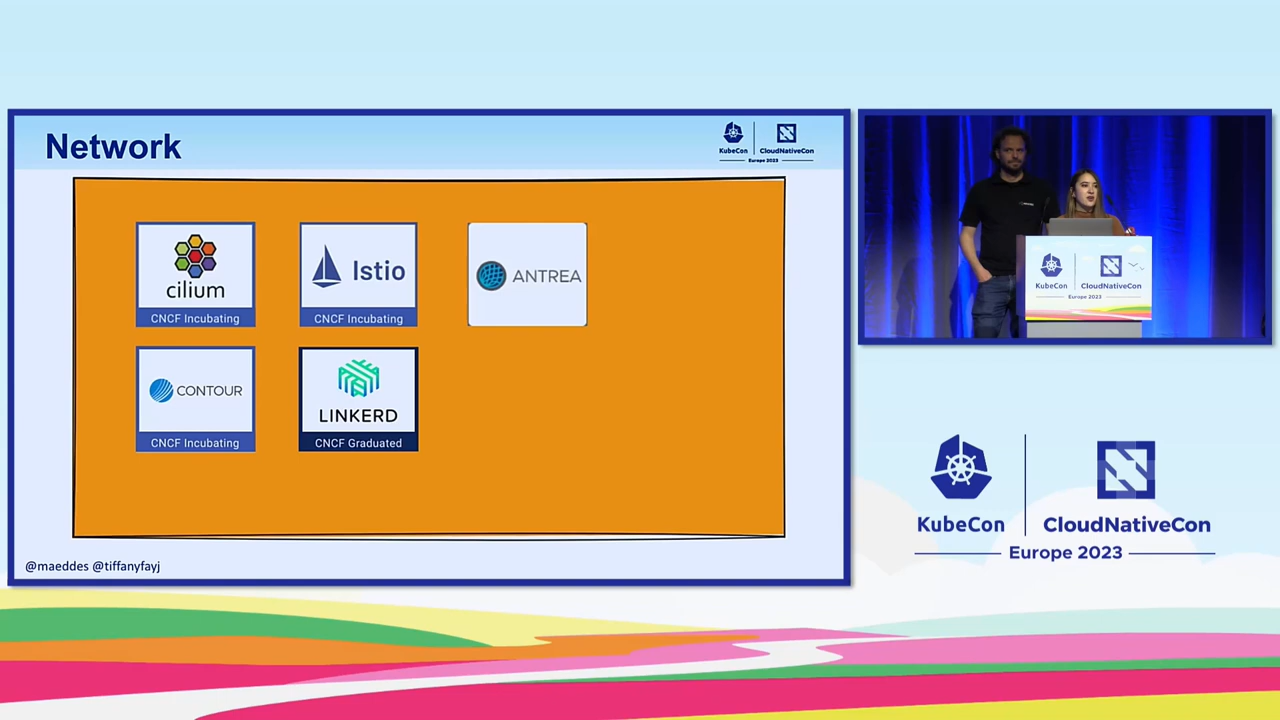 Network
KubeCon
CloudNativeCon
Europe 2023
cilium
CNCF Incubating
Istio
CNCF Incubating
ANTREA
CONTOUR
CNCF Incubating
LINKERD
CNCF Graduated
@maeddes @tiffanyfayj
KubeCon
CloudNativeCon
Europe 2023
KubeCon
CloudNativeCon
Europe 2023